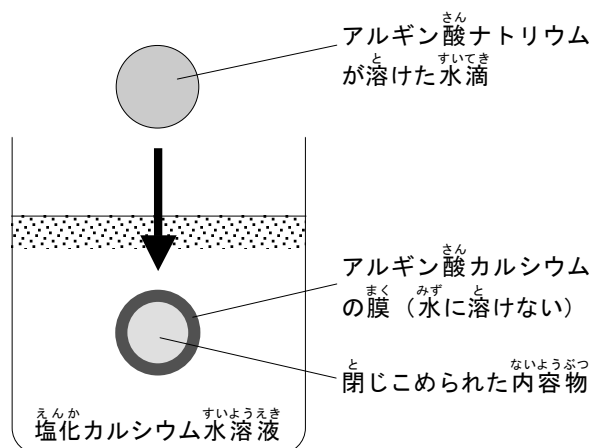 アルギン酸ナトリウム
が溶けた水滴
アルギン酸カルシウム
の膜（水に溶けない）
閉じこめられた内容物
塩化カルシウム水溶液